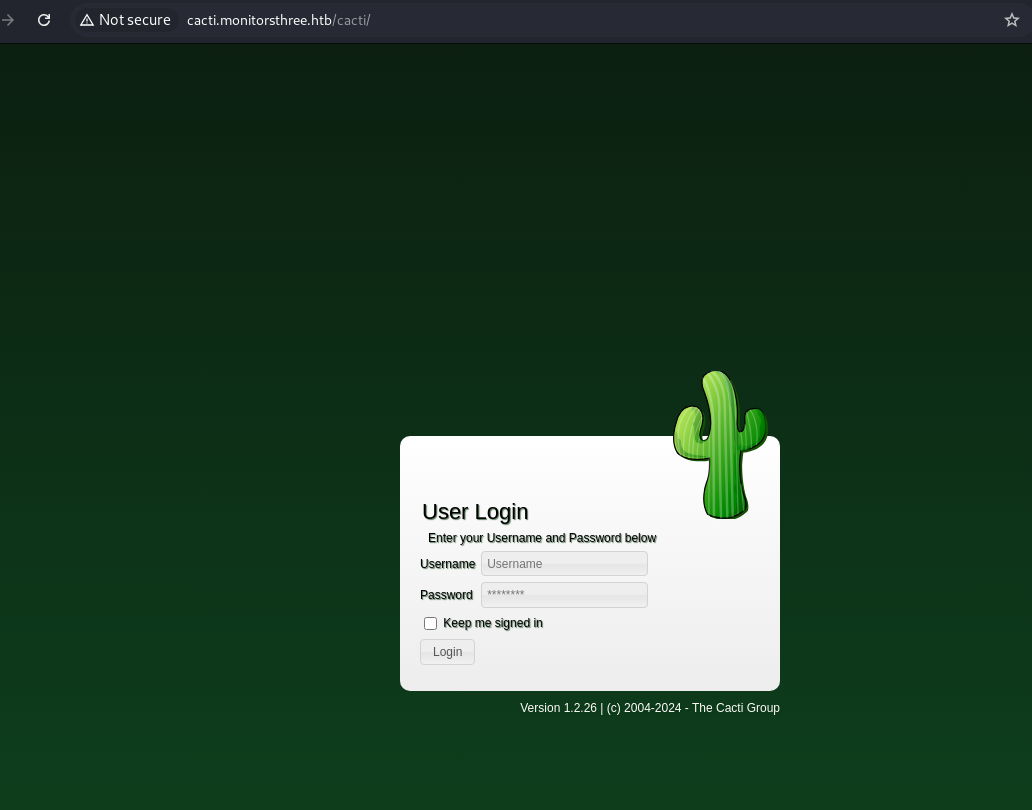 Not secure cacti.monitorsthree.htb/cacti/
User Login
Enter your Username and Password below
Username Username
Password ********
Keep me signed in
Login
Version 1.2.26 | (c) 2004-2024 - The Cacti Group